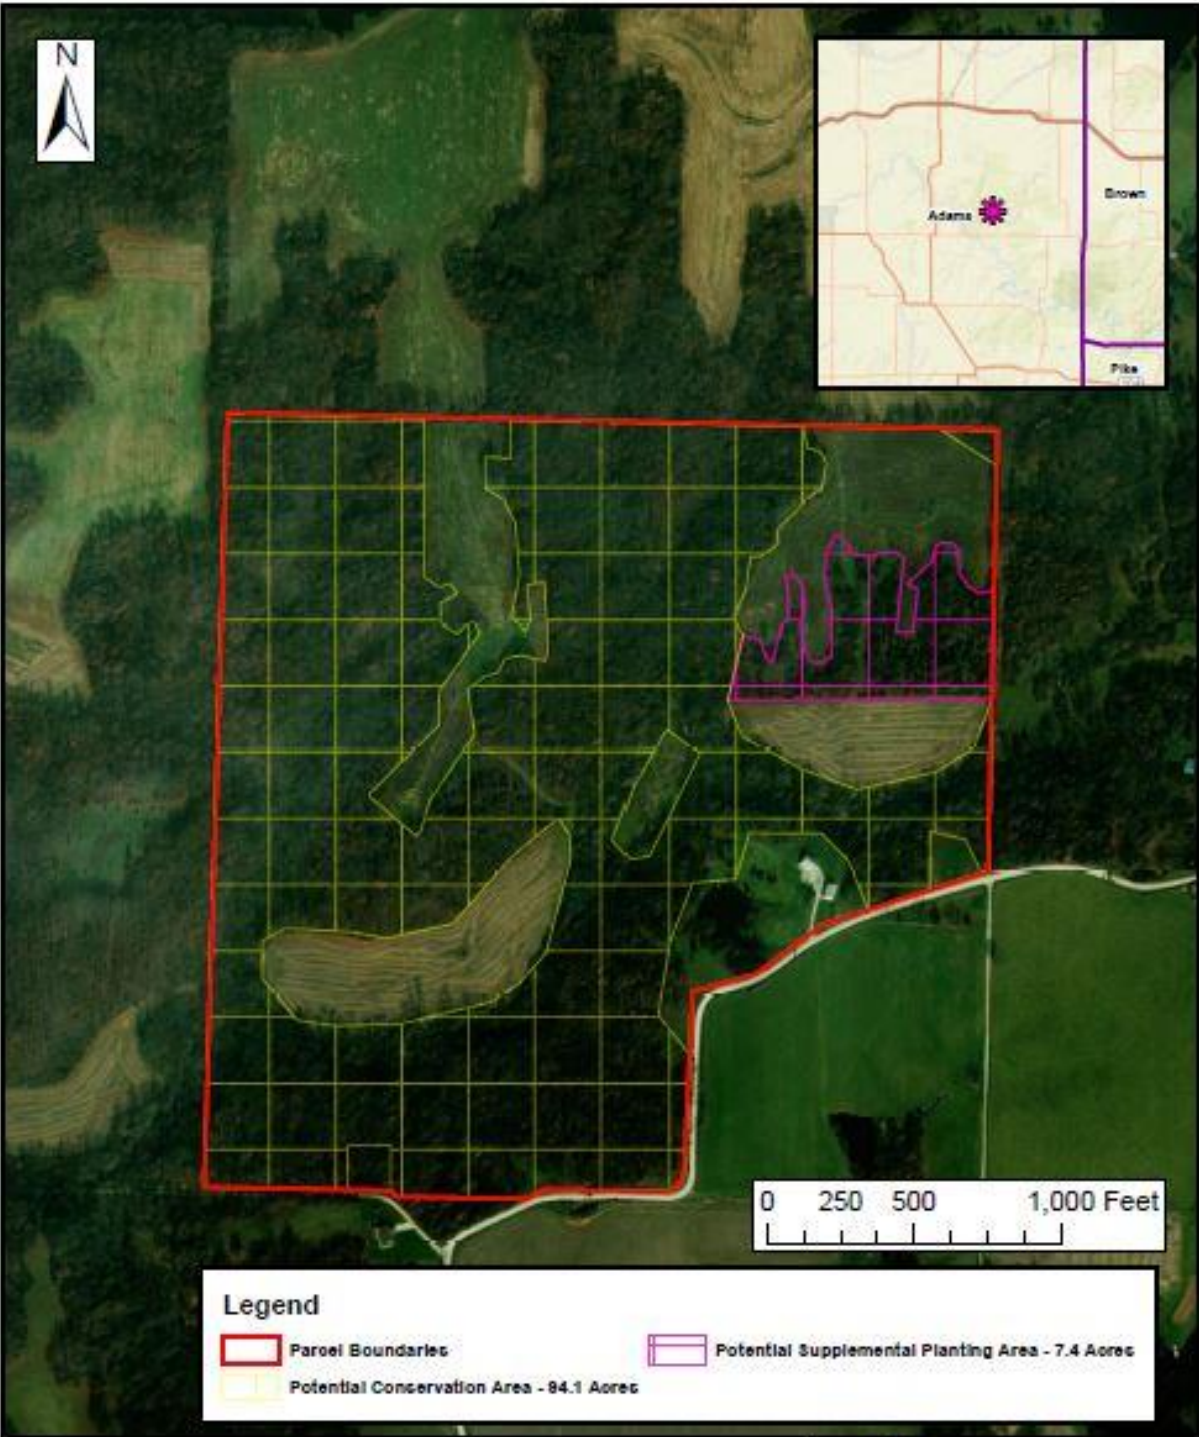 N
Brown
Adams
Pike
0 250 500 1,000 Feet
Legend
Parcel Boundaries
Potential Supplemental Planting Area - 7.4 Acres
Potential Conservation Area - 94.1 Acres